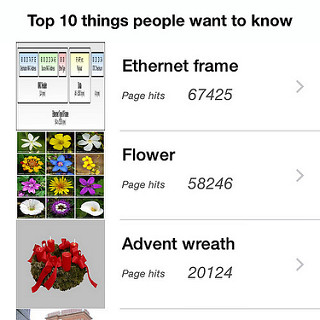 Top 10 things people want to know
Ethernet frame
Page hits 67425
Flower
Page hits 58246
Advent wreath
Page hits 20124